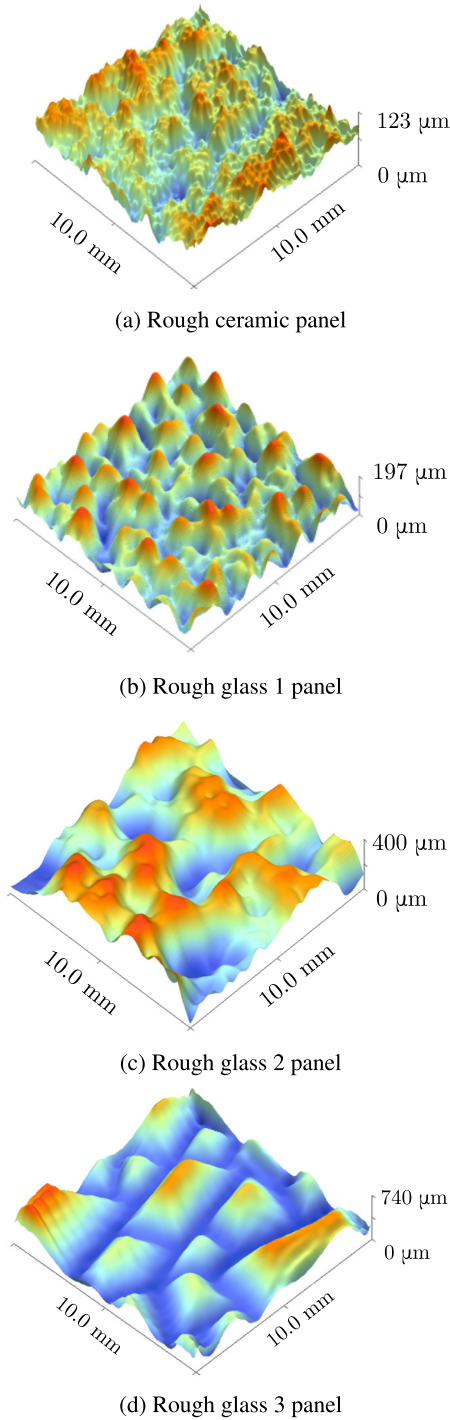 123 µm
0 µm
10.0 mm
10.0 mm
(a) Rough ceramic panel
197 µm
0 µm
10.0 mm
10.0 mm
(b) Rough glass 1 panel
400 µm
0 µm
10.0 mm
10.0 mm
(c) Rough glass 2 panel
740 µm
0 µm
10.0 mm
10.0 mm
(d) Rough glass 3 panel